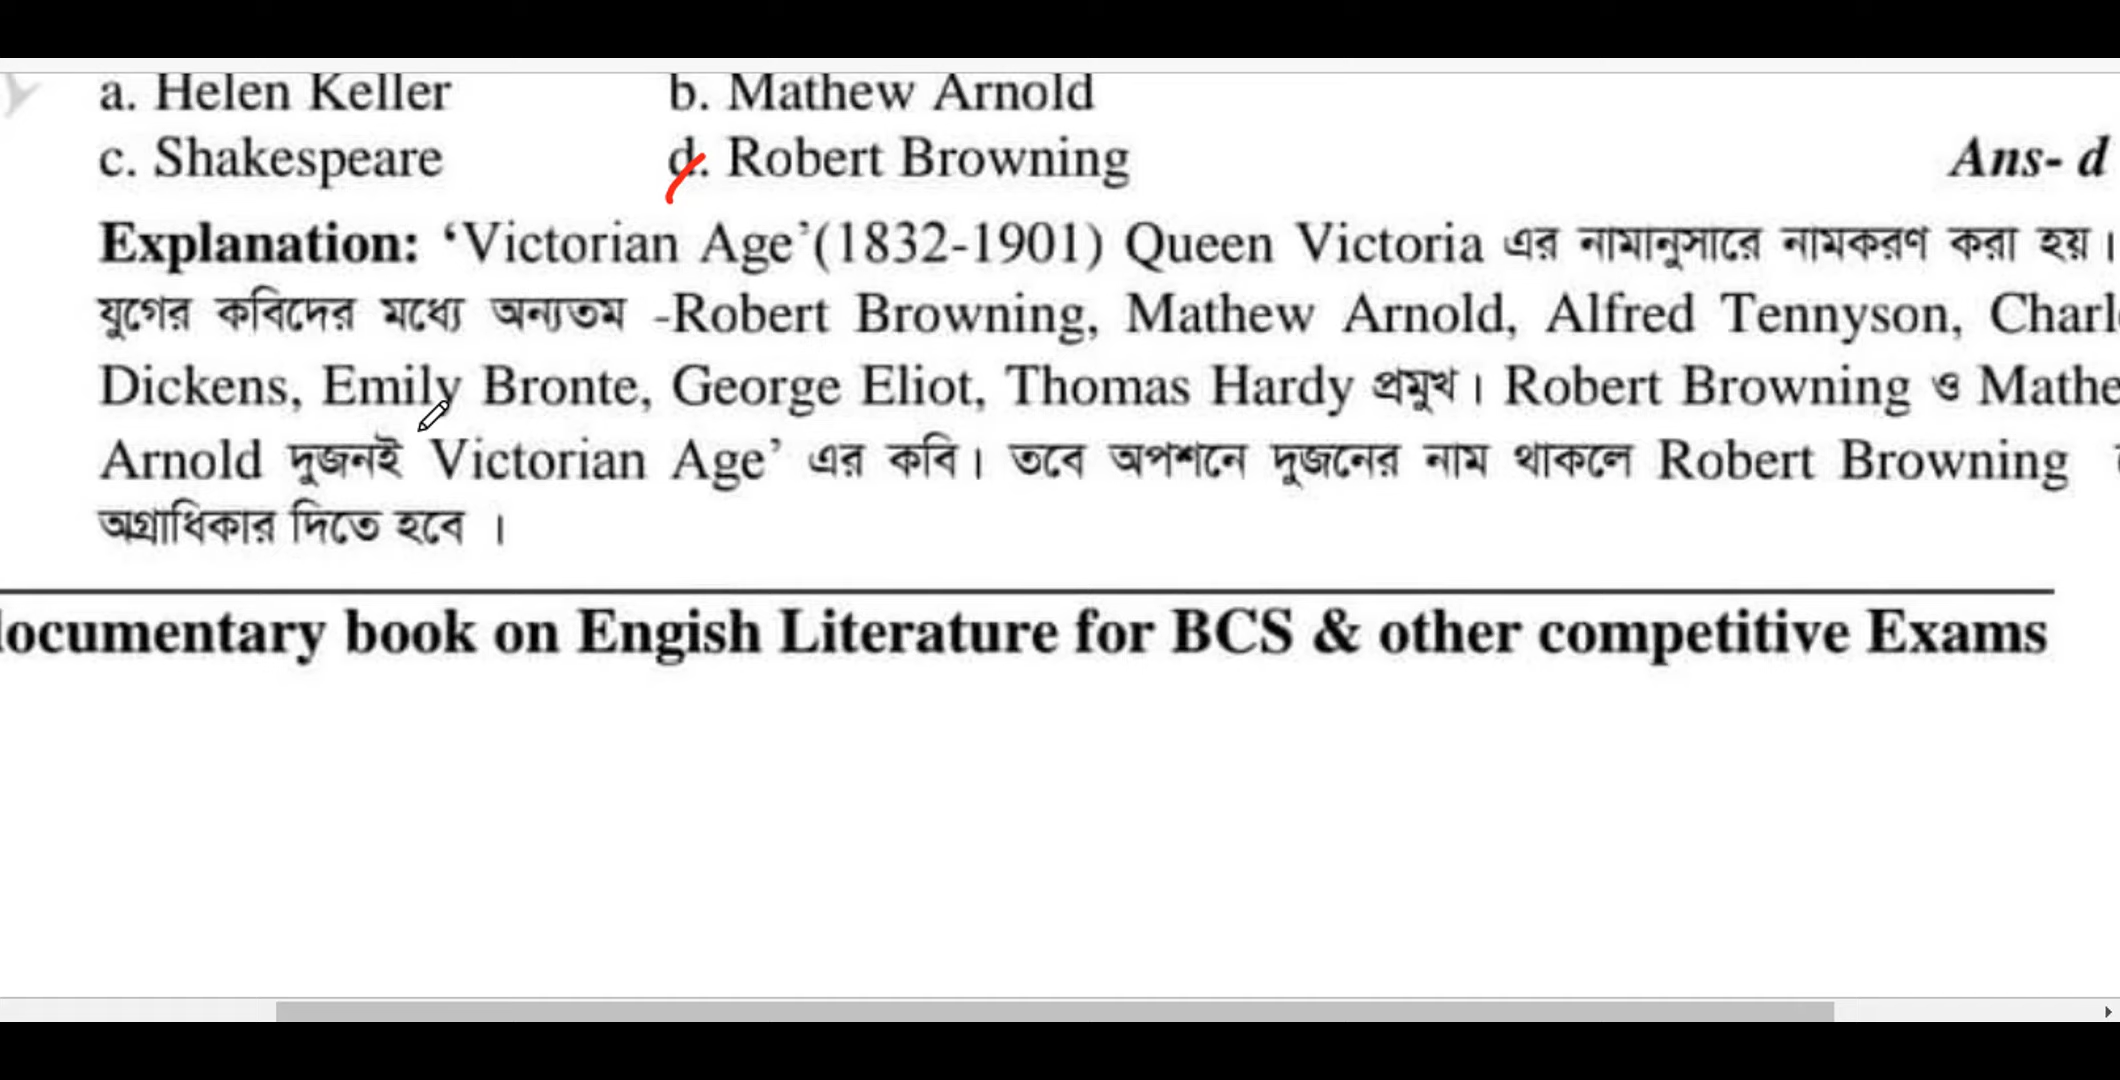 a. Helen Keller b. Mathew Arnold
c. Shakespeare d. Robert Browning Ans- d
Explanation: ‘Victorian Age’(1832-1901) Queen Victoria এর নামানুসারে নামকরণ করা হয়।
যুগের কবিদের মধ্যে অন্যতম -Robert Browning, Mathew Arnold, Alfred Tennyson, Charl
Dickens, Emily Bronte, George Eliot, Thomas Hardy প্রমুখ। Robert Browning ও Mathe
Arnold দুজনই Victorian Age’ এর কবি। তবে অপশনে দুজনের নাম থাকলে Robert Browning
অগ্রাধিকার দিতে হবে ।
ocumentary book on Engish Literature for BCS & other competitive Exams